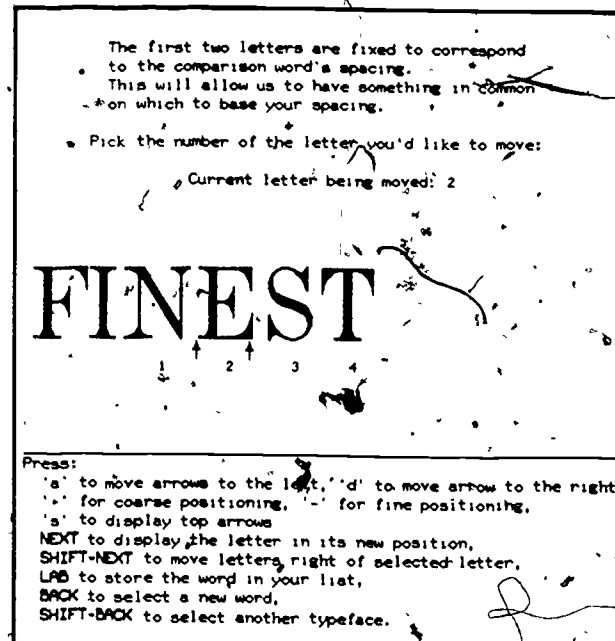 The first two letters are fixed to correspond
to the comparison word's spacing.
This will allow us to have something in common
on which to base your spacing.
Pick the number of the letter you'd like to move:
Current letter being moved: 2
FINEST
1 2 3 4
Press:
'a' to move arrows to the left, 'd' to move arrow to the right
'+' for coarse positioning, '-' for fine positioning,
's' to display top arrows
NEXT to display the letter in its new position,
SHIFT-NEXT to move letters right of selected letter,
LAB to store the word in your list,
BACK to select a new word,
SHIFT-BACK to select another typeface.